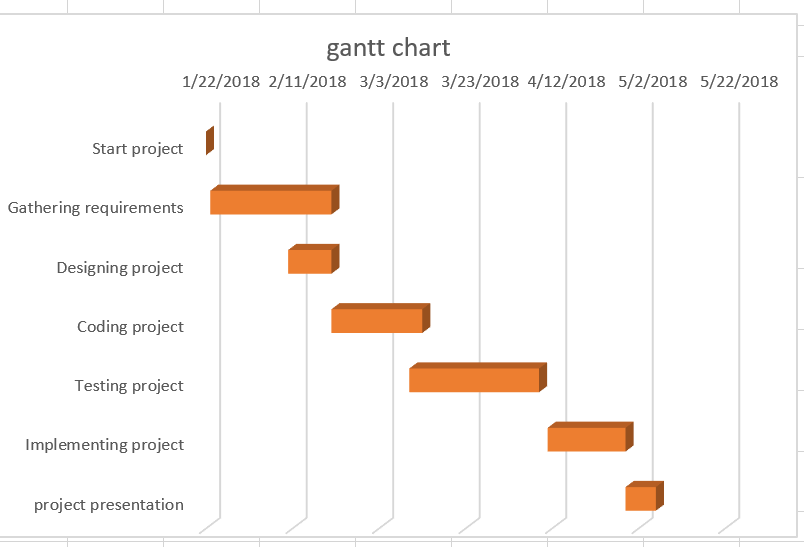 gantt chart
1/22/2018 2/11/2018 3/3/2018 3/23/2018 4/12/2018 5/2/2018 5/22/2018
Start project
Gathering requirements
Designing project
Coding project
Testing project
Implementing project
project presentation